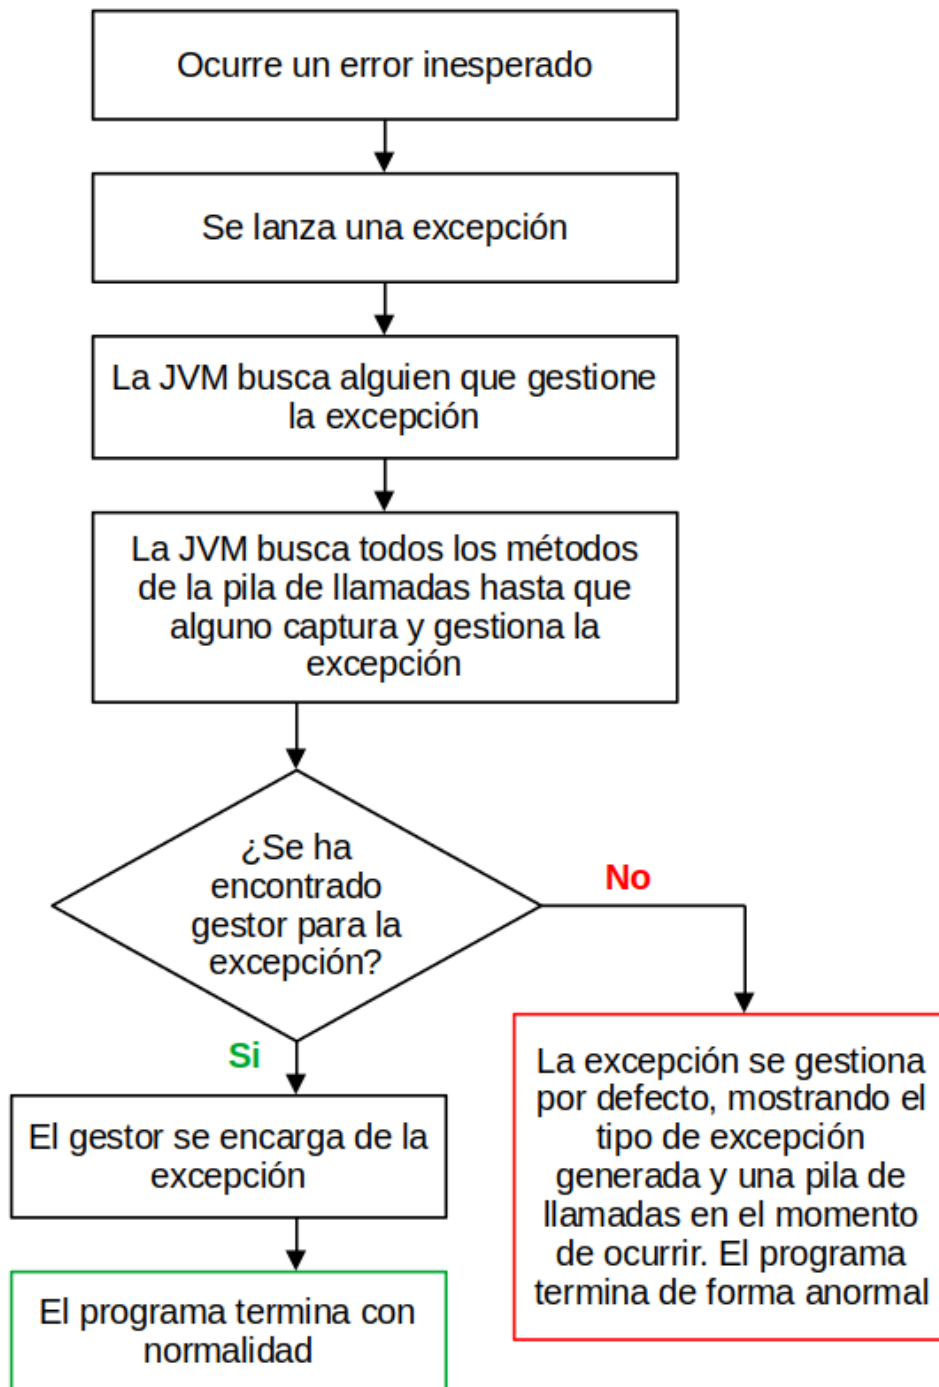 Ocurre un error inesperado
Se lanza una excepción
La JVM busca alguien que gestione
la excepción
La JVM busca todos los métodos
de la pila de llamadas hasta que
alguno captura y gestiona la
excepción
¿Se ha
encontrado
gestor para la
excepción?
No
Si
El gestor se encarga de la
excepción
El programa termina con
normalidad
La excepción se gestiona
por defecto, mostrando el
tipo de excepción
generada y una pila de
llamadas en el momento
de ocurrir. El programa
termina de forma anormal